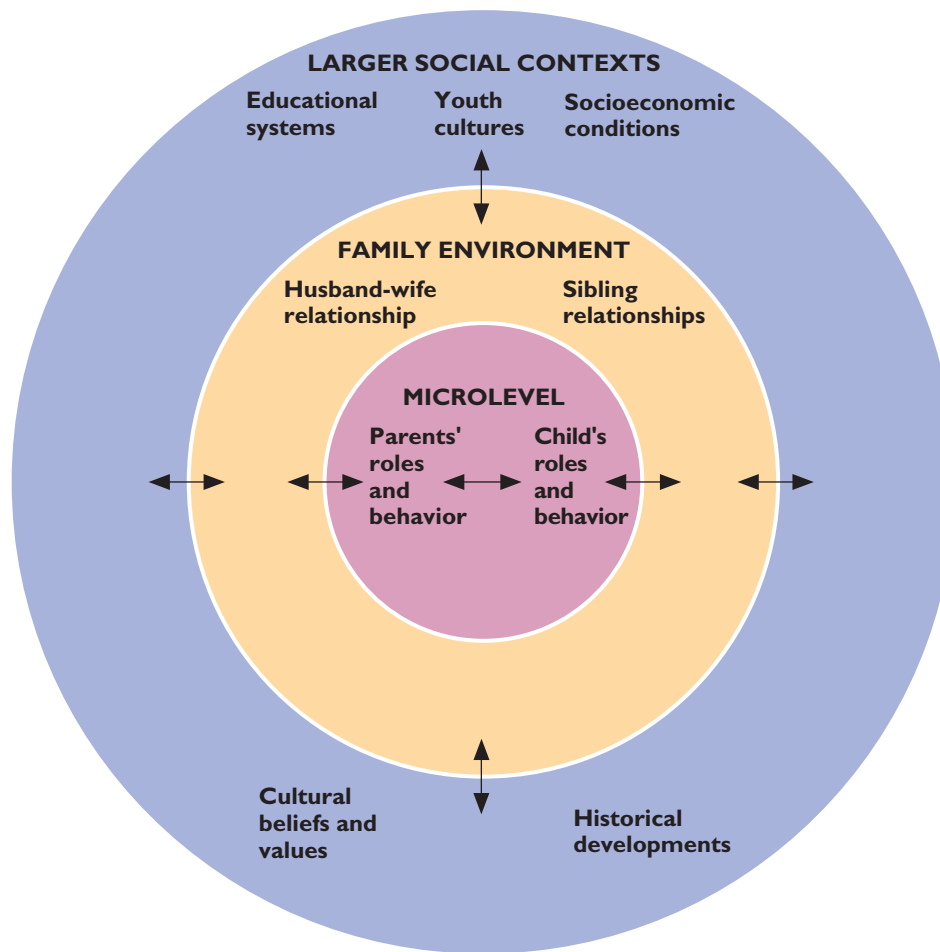 LARGER SOCIAL CONTEXTS
Educational
systems
Youth
cultures
Socioeconomic
conditions
FAMILY ENVIRONMENT
Husband-wife
relationship
Sibling
relationships
MICROLEVEL
Parents'
roles
and
behavior
Child's
roles
and
behavior
Cultural
beliefs and
values
Historical
developments